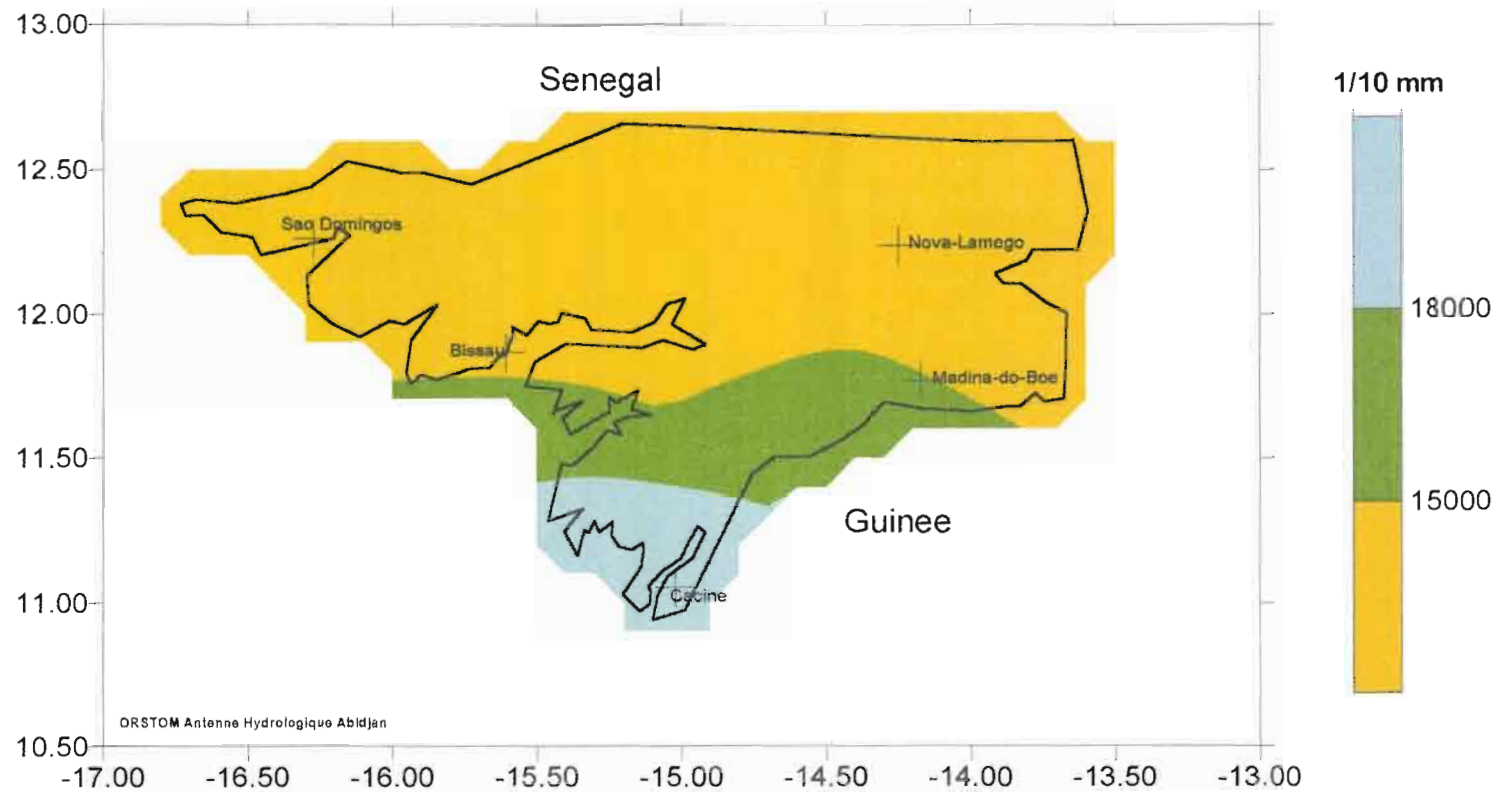 13.00
Senegal
1/10 mm
12.50
Sao Domingos
Nova-Lamego
12.00
18000
Bissau
Madina-do-Boe
11.50
15000
Guinee
11.00
Cacine
ORSTOM Antenne Hydrologique Abidjan
10.50
-17.00 -16.50 -16.00 -15.50 -15.00 -14.50 -14.00 -13.50 -13.00